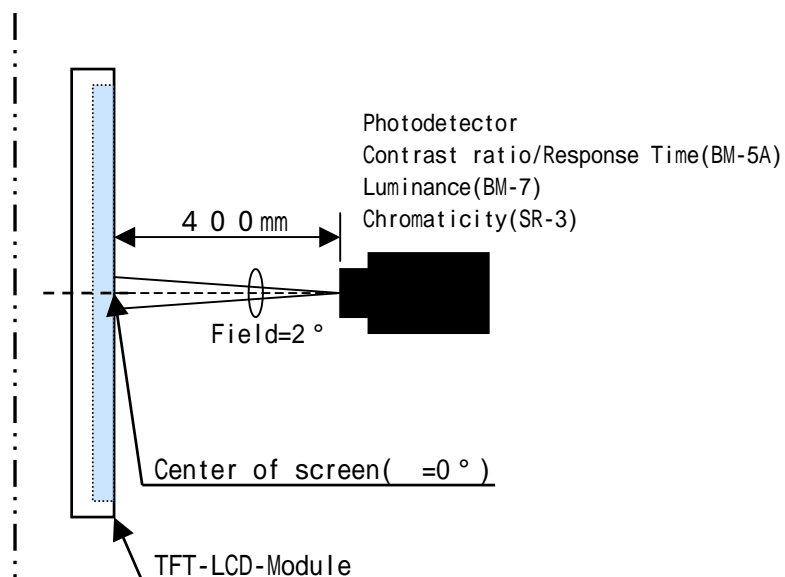 Photodetector
Contrast ratio/Response Time(BM-5A)
Luminance(BM-7)
Chromaticity(SR-3)
４００mm
Field=2°
Center of screen( =0°)
TFT-LCD-Module